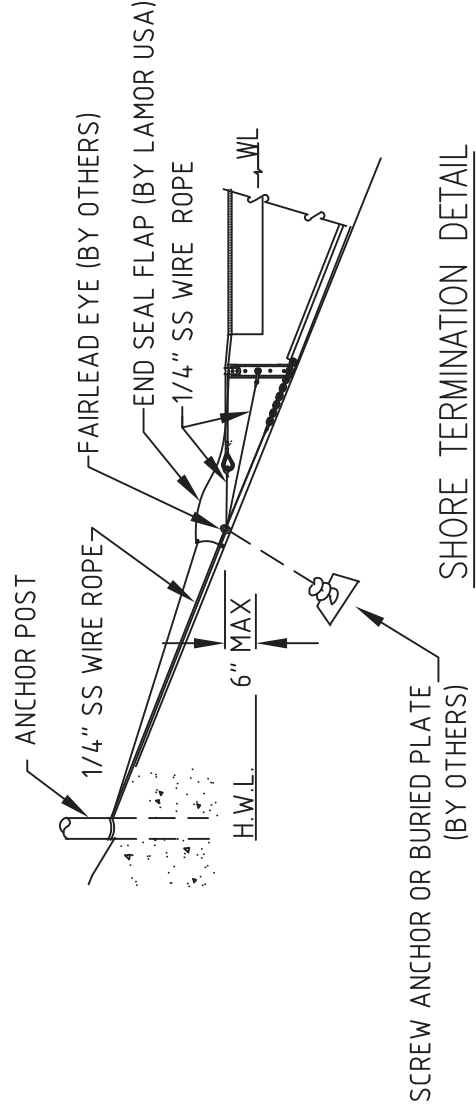 ANCHOR POST
1/4" SS WIRE ROPE
FAIRLEAD EYE (BY OTHERS)
END SEAL FLAP (BY LAMOR USA)
1/4" SS WIRE ROPE
WL
6" MAX
H.W.L.
SCREW ANCHOR OR BURIED PLATE
(BY OTHERS)
SHORE TERMINATION DETAIL